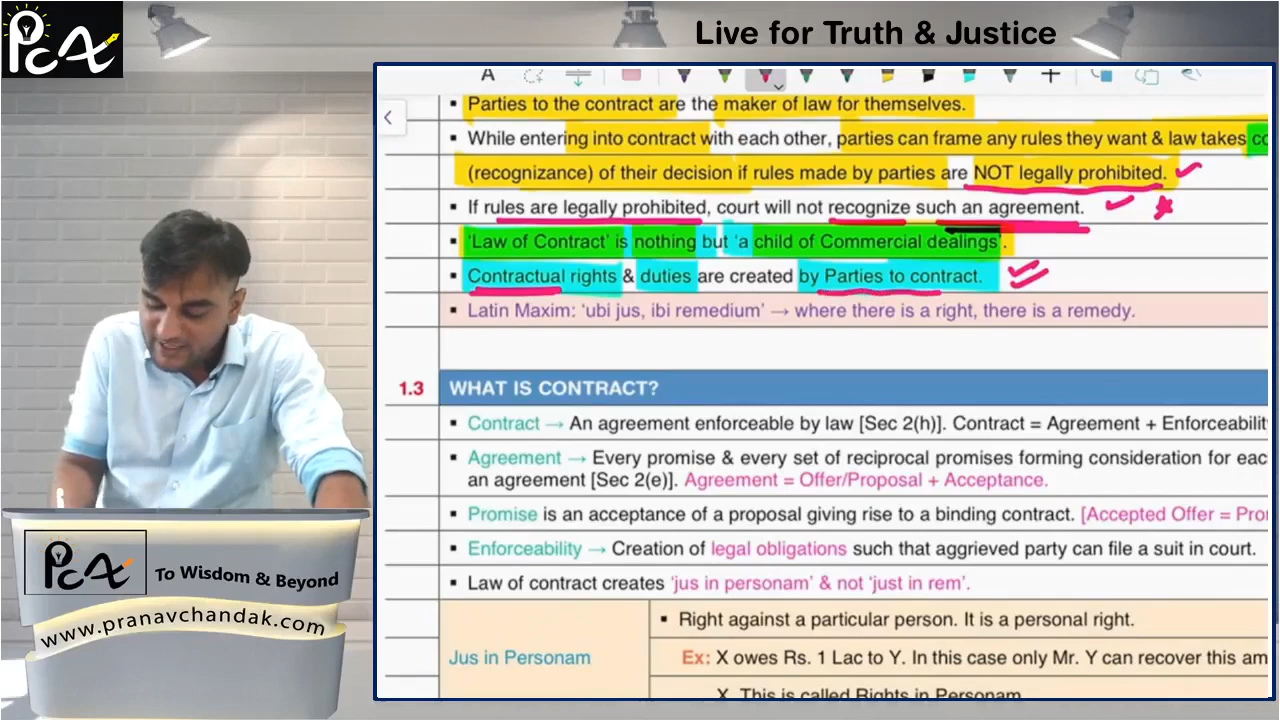 PCA
Live for Truth & Justice
A
▪ Parties to the contract are the maker of law for themselves.
▪ While entering into contract with each other, parties can frame any rules they want & law takes co
(recognizance) of their decision if rules made by parties are NOT legally prohibited.
▪ If rules are legally prohibited, court will not recognize such an agreement.
▪ ‘Law of Contract’ is nothing but ‘a child of Commercial dealings’.
▪ Contractual rights & duties are created by Parties to contract.
▪ Latin Maxim: ‘ubi jus, ibi remedium’ → where there is a right, there is a remedy.
1.3 WHAT IS CONTRACT?
▪ Contract → An agreement enforceable by law [Sec 2(h)]. Contract = Agreement + Enforceabilit
▪ Agreement → Every promise & every set of reciprocal promises forming consideration for eac
an agreement [Sec 2(e)]. Agreement = Offer/Proposal + Acceptance.
▪ Promise is an acceptance of a proposal giving rise to a binding contract. [Accepted Offer = Pro
▪ Enforceability → Creation of legal obligations such that aggrieved party can file a suit in court.
▪ Law of contract creates ‘jus in personam’ & not ‘just in rem’.
Jus in Personam
▪ Right against a particular person. It is a personal right.
Ex: X owes Rs. 1 Lac to Y. In this case only Mr. Y can recover this am
X. This is called Rights in Personam
PCA
To Wisdom & Beyond
www.pranavchandak.com